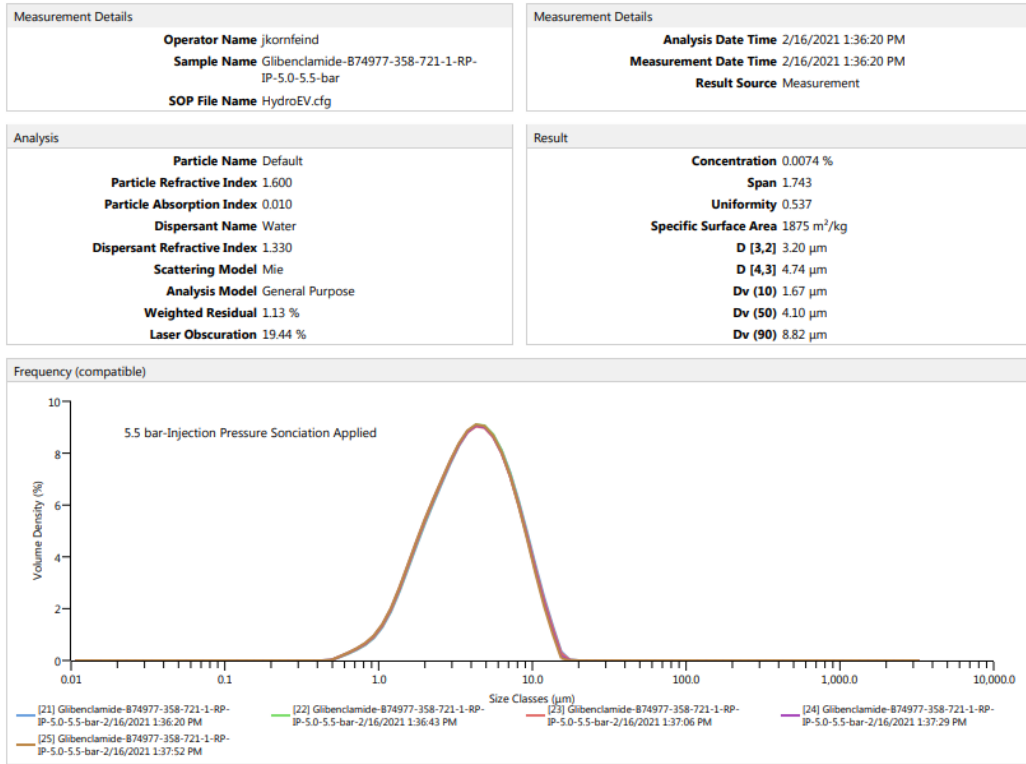 Measurement Details
Operator Name jkornfeind
Sample Name Glibenclamide-B74977-358-721-1-RP-
IP-5.0-5.5-bar
SOP File Name HydroEV.cfg
Measurement Details
Analysis Date Time 2/16/2021 1:36:20 PM
Measurement Date Time 2/16/2021 1:36:20 PM
Result Source Measurement
Analysis
Particle Name Default
Particle Refractive Index 1.600
Particle Absorption Index 0.010
Dispersant Name Water
Dispersant Refractive Index 1.330
Scattering Model Mie
Analysis Model General Purpose
Weighted Residual 1.13 %
Laser Obscuration 19.44 %
Result
Concentration 0.0074 %
Span 1.743
Uniformity 0.537
Specific Surface Area 1875 m²/kg
D [3,2] 3.20 µm
D [4,3] 4.74 µm
Dv (10) 1.67 µm
Dv (50) 4.10 µm
Dv (90) 8.82 µm
Frequency (compatible)
5.5 bar-Injection Pressure Sonciation Applied
Volume Density (%)
10
8
6
4
2
0
0.01 0.1 1.0 10.0 100.0 1,000.0 10,000.0
Size Classes (µm)
[21] Glibenclamide-B74977-358-721-1-RP-
IP-5.0-5.5-bar-2/16/2021 1:36:20 PM
[22] Glibenclamide-B74977-358-721-1-RP-
IP-5.0-5.5-bar-2/16/2021 1:36:43 PM
[23] Glibenclamide-B74977-358-721-1-RP-
IP-5.0-5.5-bar-2/16/2021 1:37:06 PM
[24] Glibenclamide-B74977-358-721-1-RP-
IP-5.0-5.5-bar-2/16/2021 1:37:29 PM
[25] Glibenclamide-B74977-358-721-1-RP-
IP-5.0-5.5-bar-2/16/2021 1:37:52 PM